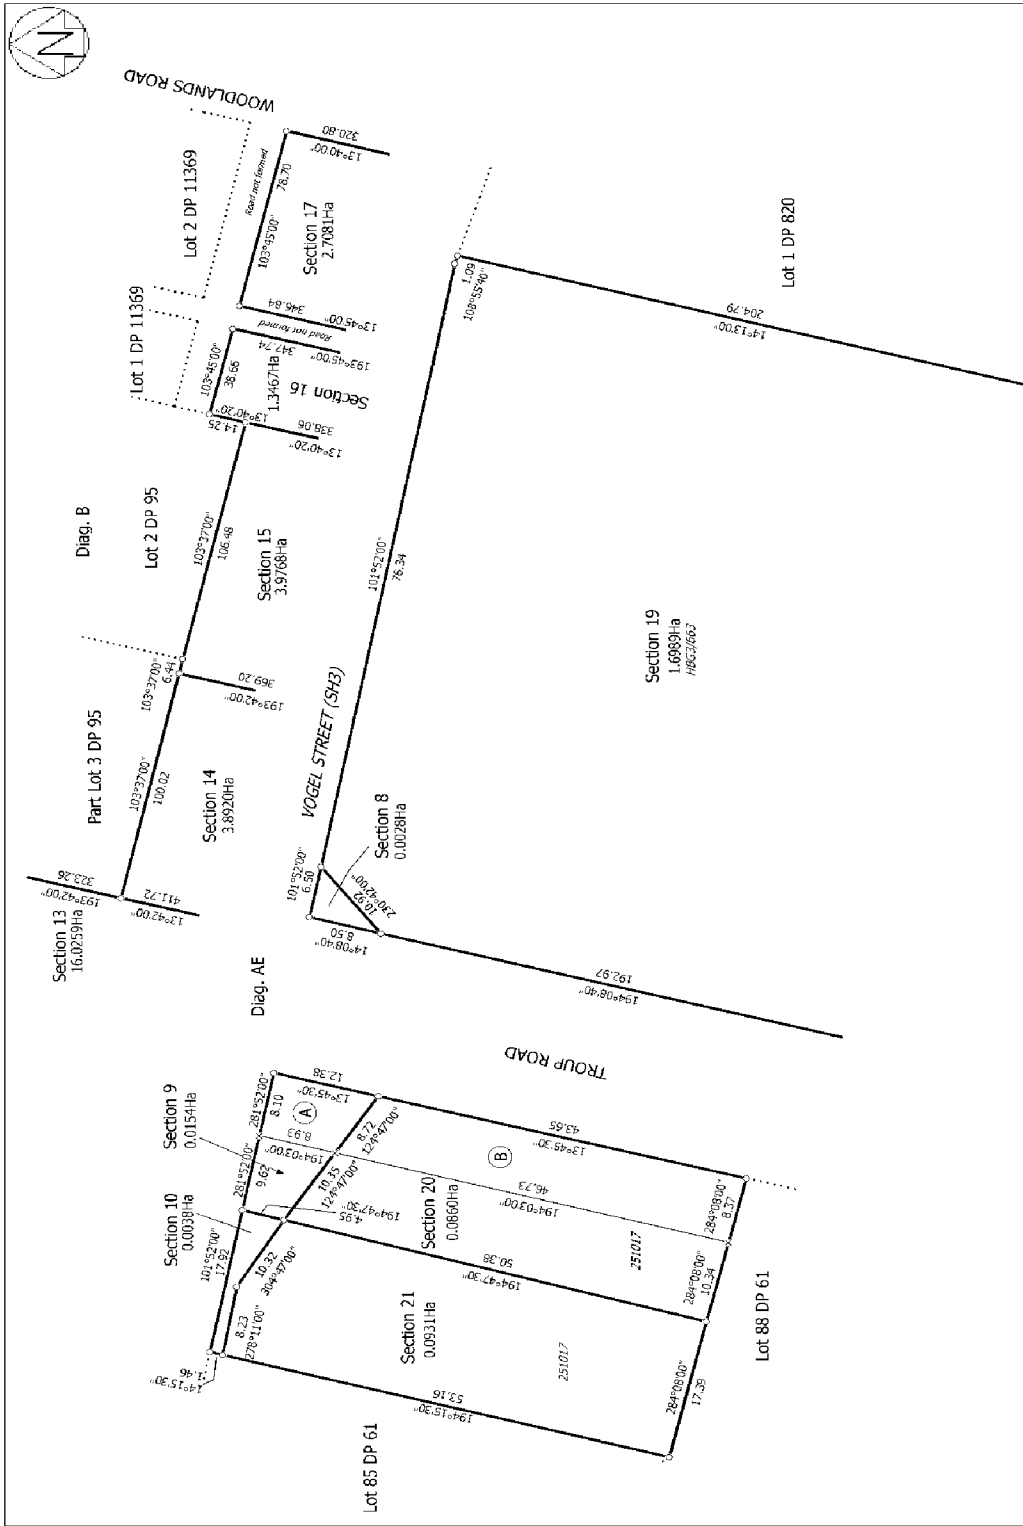 N
WOODLANDS ROAD
Lot 2 DP 11369
Road not formed
103°45'00"
78.70
320.80
13°40'00"
Section 17
2.7081Ha
346.84
13°45'00"
Road not formed
Lot 1 DP 11369
103°45'00"
38.66
347.74
193°45'00"
Section 16
1.3467Ha
14.25
13°40'20"
338.06
13°40'20"
Diag. B
Lot 2 DP 95
103°37'00"
106.48
Section 15
3.9768Ha
103°37'00"
6.44
369.20
193°42'00"
Part Lot 3 DP 95
103°37'00"
100.02
Section 14
3.8920Ha
323.26
193°42'00"
411.72
13°42'00"
Section 13
16.0259Ha
Lot 1 DP 820
1.09
108°55'40"
204.79
14°13'00"
101°52'00"
76.34
VOGEL STREET (SH3)
Section 19
1.6989Ha
HBG3/663
Section 8
0.0028Ha
101°52'00"
6.50
10.92
230°42'00"
8.50
14°08'40"
192.97
194°08'40"
Diag. AE
TROUP ROAD
Section 9
0.0154Ha
281°52'00"
8.10
12.38
13°45'30"
A
8.93
194°03'00"
281°52'00"
9.62
8.72
124°47'00"
10.35
124°47'00"
43.65
13°45'30"
B
46.73
194°03'00"
Section 10
0.0038Ha
101°52'00"
17.92
4.95
194°47'30"
Section 20
0.0860Ha
251017
284°08'00"
8.37
10.32
304°47'00"
50.38
194°47'30"
284°08'00"
10.34
8.23
278°11'00"
Section 21
0.0931Ha
251017
Lot 88 DP 61
1.46
14°15'30"
53.16
194°15'30"
284°08'00"
17.39
Lot 85 DP 61